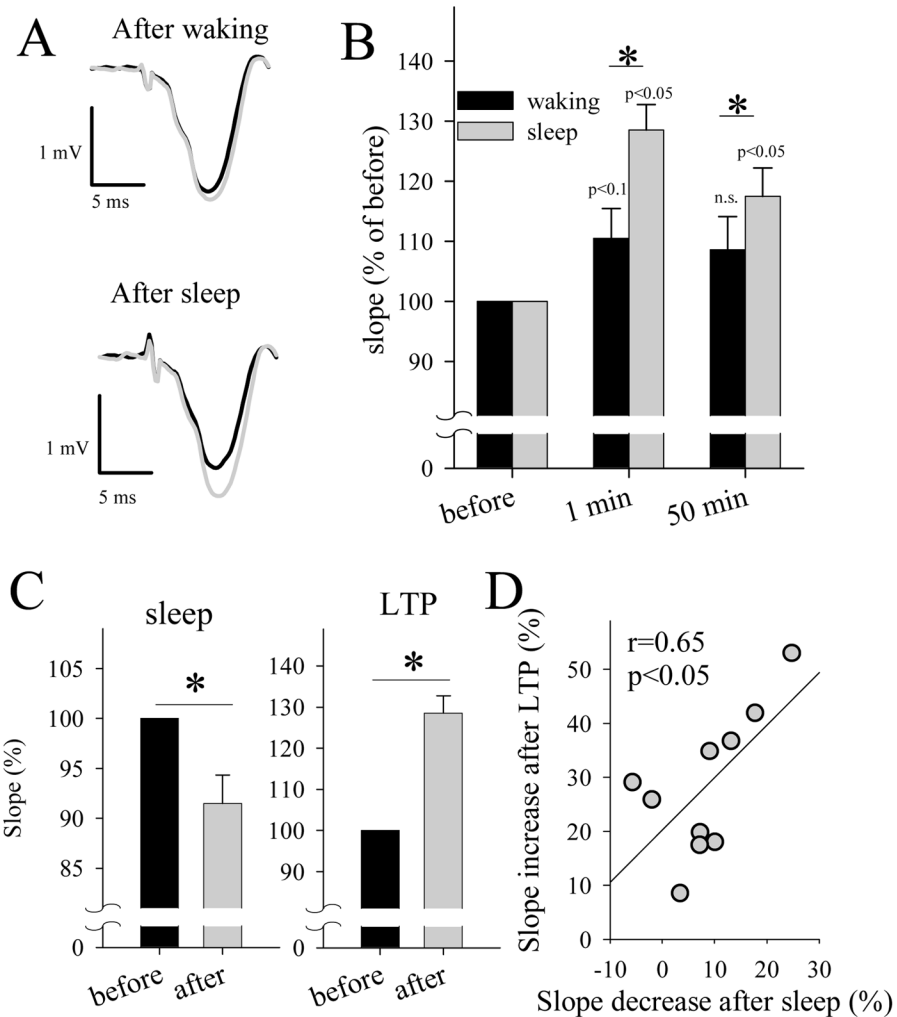 A
After waking
1 mV
5 ms
After sleep
1 mV
5 ms
B
slope (% of before)
140
130
120
110
100
90
0
waking
sleep
*
p<0.05
p<0.1
*
p<0.05
n.s.
before
1 min
50 min
C
sleep
Slope (%)
105
100
95
90
85
0
*
before
after
LTP
140
130
120
110
100
90
0
*
before
after
D
Slope increase after LTP (%)
r=0.65
p<0.05
50
40
30
20
10
0
-10
0
10
20
30
Slope decrease after sleep (%)